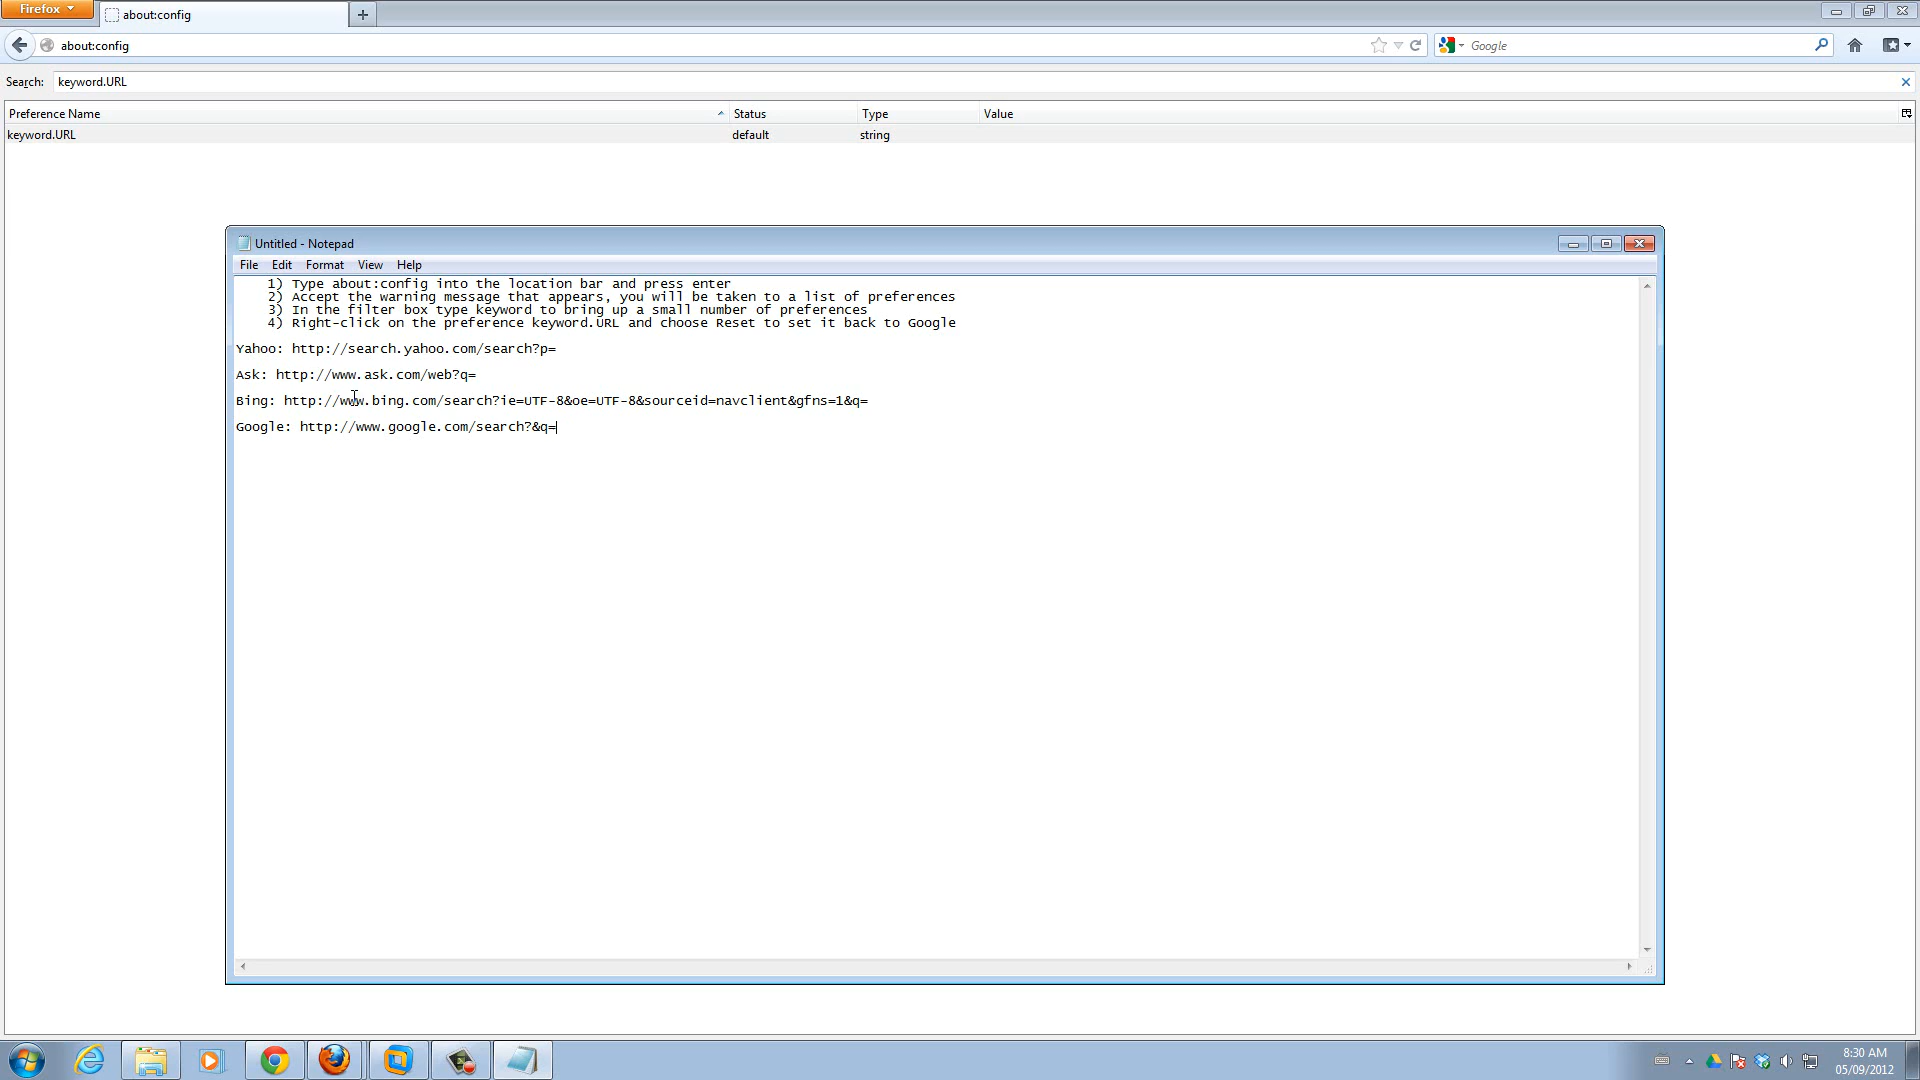 Firefox
about:config
about:config
Google
Search: keyword.URL
Preference Name Status Type Value
keyword.URL default string
Untitled - Notepad
File Edit Format View Help
1) Type about:config into the location bar and press enter
2) Accept the warning message that appears, you will be taken to a list of preferences
3) In the filter box type keyword to bring up a small number of preferences
4) Right-click on the preference keyword.URL and choose Reset to set it back to Google
Yahoo: http://search.yahoo.com/search?p=
Ask: http://www.ask.com/web?q=
Bing: http://www.bing.com/search?ie=UTF-8&oe=UTF-8&sourceid=navclient&gfns=1&q=
Google: http://www.google.com/search?&q=
8:30 AM
05/09/2012